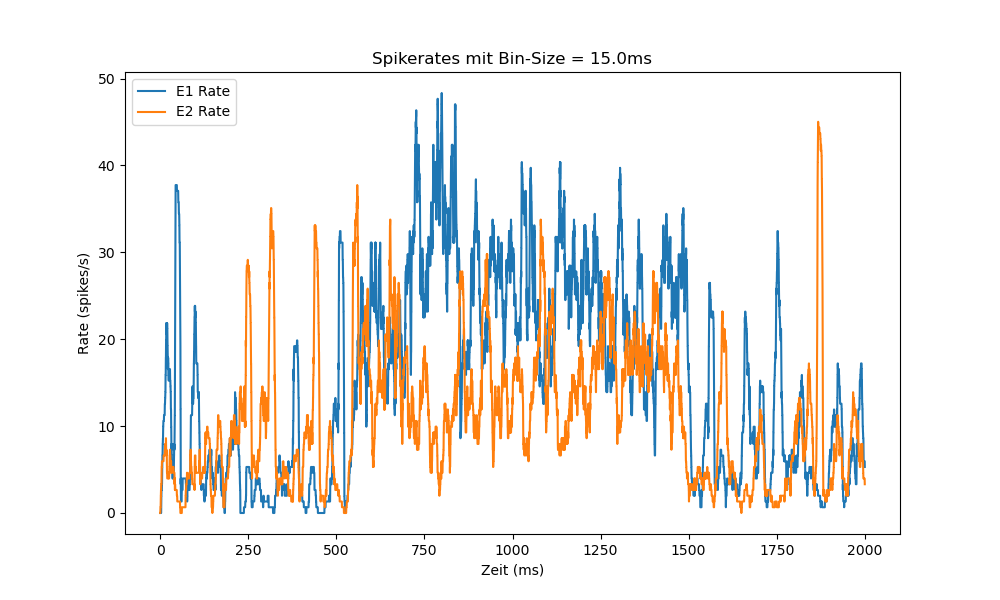 Spikerates mit Bin-Size = 15.0ms
E1 Rate
E2 Rate
50
40
30
20
10
0
Rate (spikes/s)
0 250 500 750 1000 1250 1500 1750 2000
Zeit (ms)